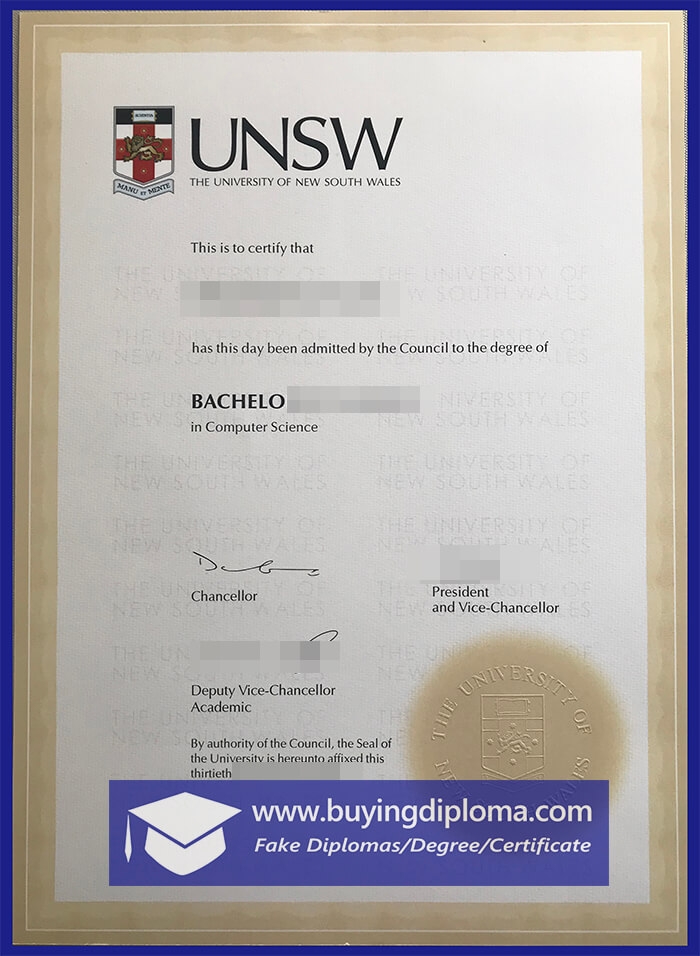 SCIENTIA
MANU ET MENTE
UNSW
THE UNIVERSITY OF NEW SOUTH WALES
This is to certify that
has this day been admitted by the Council to the degree of
BACHELO
in Computer Science
Chancellor
President
and Vice-Chancellor
Deputy Vice-Chancellor
Academic
By authority of the Council, the Seal of
the University is hereunto affixed this
thirtieth
THE UNIVERSITY OF
www.buyingdiploma.com
Fake Diplomas/Degree/Certificate